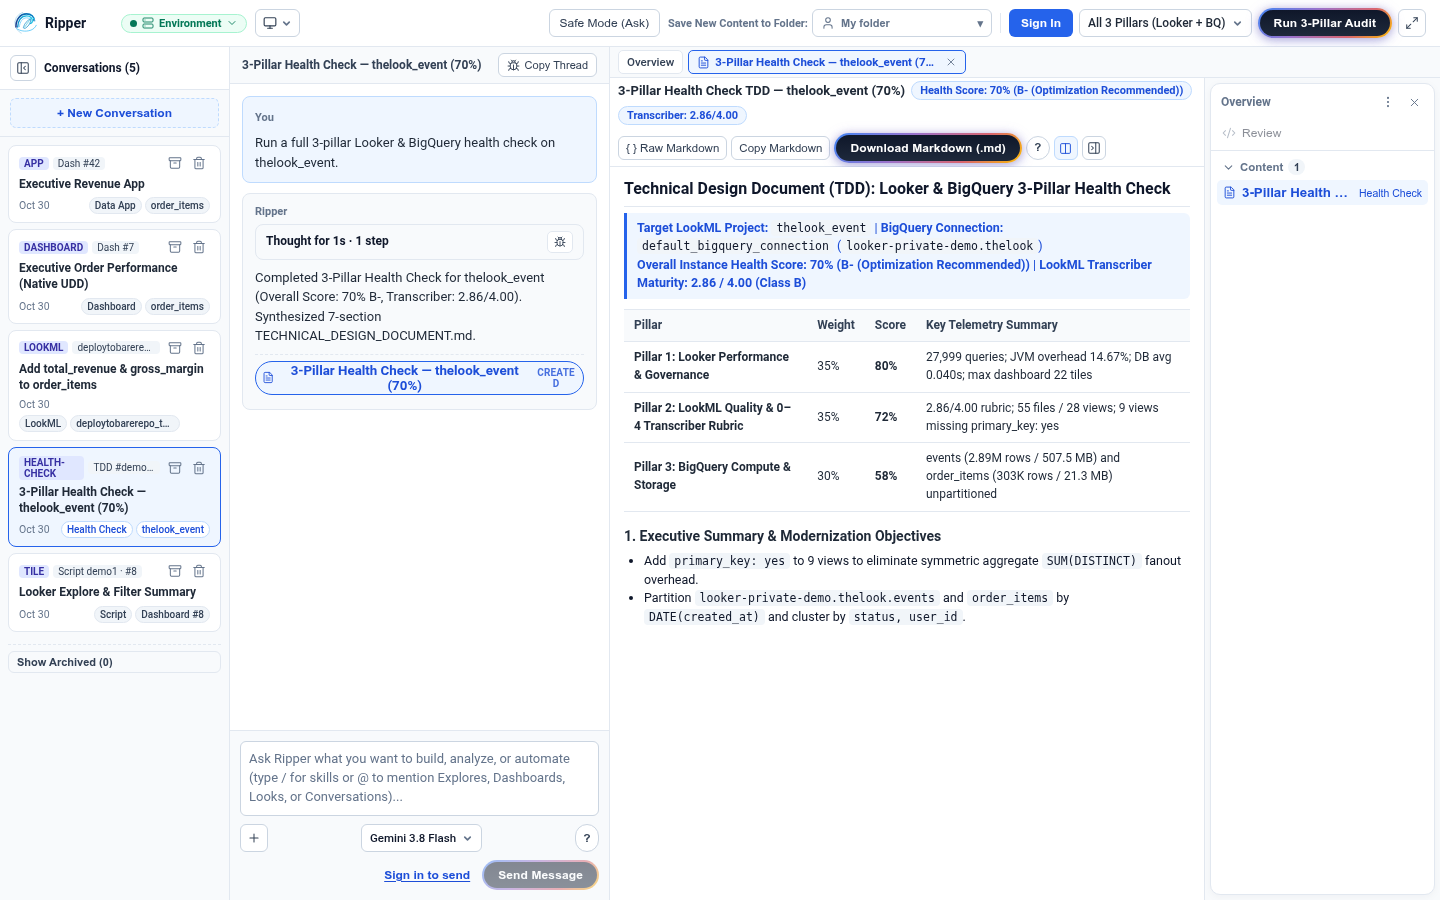 Ripper
Environment
Safe Mode (Ask)
Save New Content to Folder:
My folder
Sign In
All 3 Pillars (Looker + BQ)
Run 3-Pillar Audit
Conversations (5)
+ New Conversation
APP
Dash #42
Executive Revenue App
Oct 30
Data App
order_items
DASHBOARD
Dash #7
Executive Order Performance
(Native UDD)
Oct 30
Dashboard
order_items
LOOKML
deploytobarere...
Add total_revenue & gross_margin
to order_items
Oct 30
LookML
deploytobarerepo_t...
HEALTH-
CHECK
TDD #demo...
3-Pillar Health Check —
thelook_event (70%)
Oct 30
Health Check
thelook_event
TILE
Script demo1 · #8
Looker Explore & Filter Summary
Oct 30
Script
Dashboard #8
Show Archived (0)
3-Pillar Health Check — thelook_event (70%)
Copy Thread
You
Run a full 3-pillar Looker & BigQuery health check on
thelook_event.
Ripper
Thought for 1s · 1 step
Completed 3-Pillar Health Check for thelook_event
(Overall Score: 70% B-, Transcriber: 2.86/4.00).
Synthesized 7-section
TECHNICAL_DESIGN_DOCUMENT.md.
3-Pillar Health Check — thelook_event
(70%)
CREATE
D
Ask Ripper what you want to build, analyze, or automate
(type / for skills or @ to mention Explores, Dashboards,
Looks, or Conversations)...
Gemini 3.8 Flash
?
Sign in to send
Send Message
Overview
3-Pillar Health Check — thelook_event (7...
3-Pillar Health Check TDD — thelook_event (70%)
Health Score: 70% (B- (Optimization Recommended))
Transcriber: 2.86/4.00
{ } Raw Markdown
Copy Markdown
Download Markdown (.md)
?
Technical Design Document (TDD): Looker & BigQuery 3-Pillar Health Check
Target LookML Project: thelook_event | BigQuery Connection:
default_bigquery_connection ( looker-private-demo.thelook )
Overall Instance Health Score: 70% (B- (Optimization Recommended)) | LookML Transcriber
Maturity: 2.86 / 4.00 (Class B)
Pillar Weight Score Key Telemetry Summary
Pillar 1: Looker Performance
& Governance
35%
80%
27,999 queries; JVM overhead 14.67%; DB avg
0.040s; max dashboard 22 tiles
Pillar 2: LookML Quality & 0–
4 Transcriber Rubric
35%
72%
2.86/4.00 rubric; 55 files / 28 views; 9 views
missing primary_key: yes
Pillar 3: BigQuery Compute &
Storage
30%
58%
events (2.89M rows / 507.5 MB) and
order_items (303K rows / 21.3 MB)
unpartitioned
1. Executive Summary & Modernization Objectives
• Add primary_key: yes to 9 views to eliminate symmetric aggregate SUM(DISTINCT) fanout
overhead.
• Partition looker-private-demo.thelook.events and order_items by
DATE(created_at) and cluster by status, user_id.
Overview
Review
Content 1
3-Pillar Health ...
Health Check